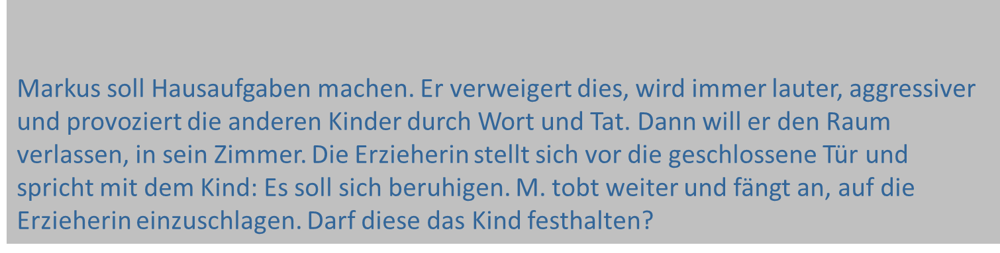 Markus soll Hausaufgaben machen. Er verweigert dies, wird immer lauter, aggressiver
und provoziert die anderen Kinder durch Wort und Tat. Dann will er den Raum
verlassen, in sein Zimmer. Die Erzieherin stellt sich vor die geschlossene Tür und
spricht mit dem Kind: Es soll sich beruhigen. M. tobt weiter und fängt an, auf die
Erzieherin einzuschlagen. Darf diese das Kind festhalten?